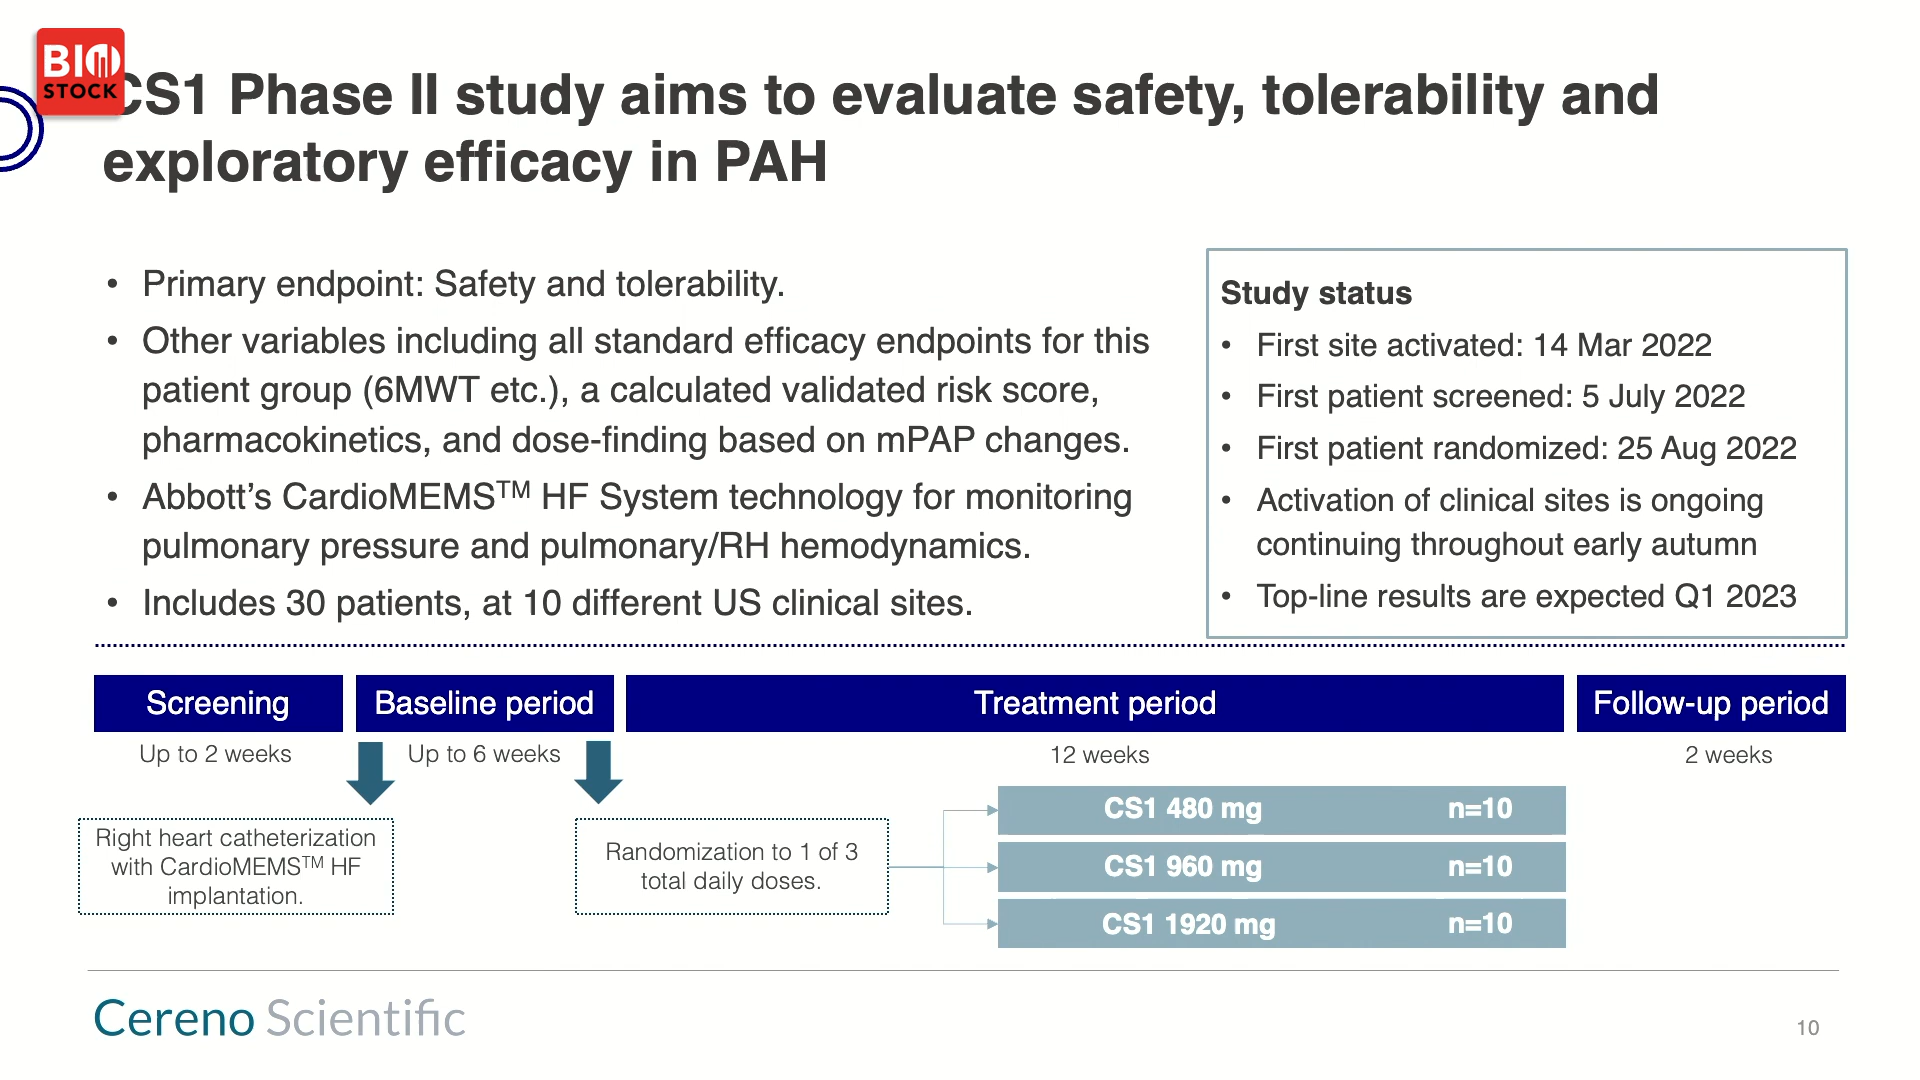 BIO
STOCK
CS1 Phase II study aims to evaluate safety, tolerability and
exploratory efficacy in PAH
• Primary endpoint: Safety and tolerability.
• Other variables including all standard efficacy endpoints for this
patient group (6MWT etc.), a calculated validated risk score,
pharmacokinetics, and dose-finding based on mPAP changes.
• Abbott’s CardioMEMS™ HF System technology for monitoring
pulmonary pressure and pulmonary/RH hemodynamics.
• Includes 30 patients, at 10 different US clinical sites.
Study status
• First site activated: 14 Mar 2022
• First patient screened: 5 July 2022
• First patient randomized: 25 Aug 2022
• Activation of clinical sites is ongoing
continuing throughout early autumn
• Top-line results are expected Q1 2023
Screening
Baseline period
Treatment period
Follow-up period
Up to 2 weeks
Up to 6 weeks
12 weeks
2 weeks
Right heart catheterization
with CardioMEMS™ HF
implantation.
Randomization to 1 of 3
total daily doses.
CS1 480 mg n=10
CS1 960 mg n=10
CS1 1920 mg n=10
Cereno Scientific
10